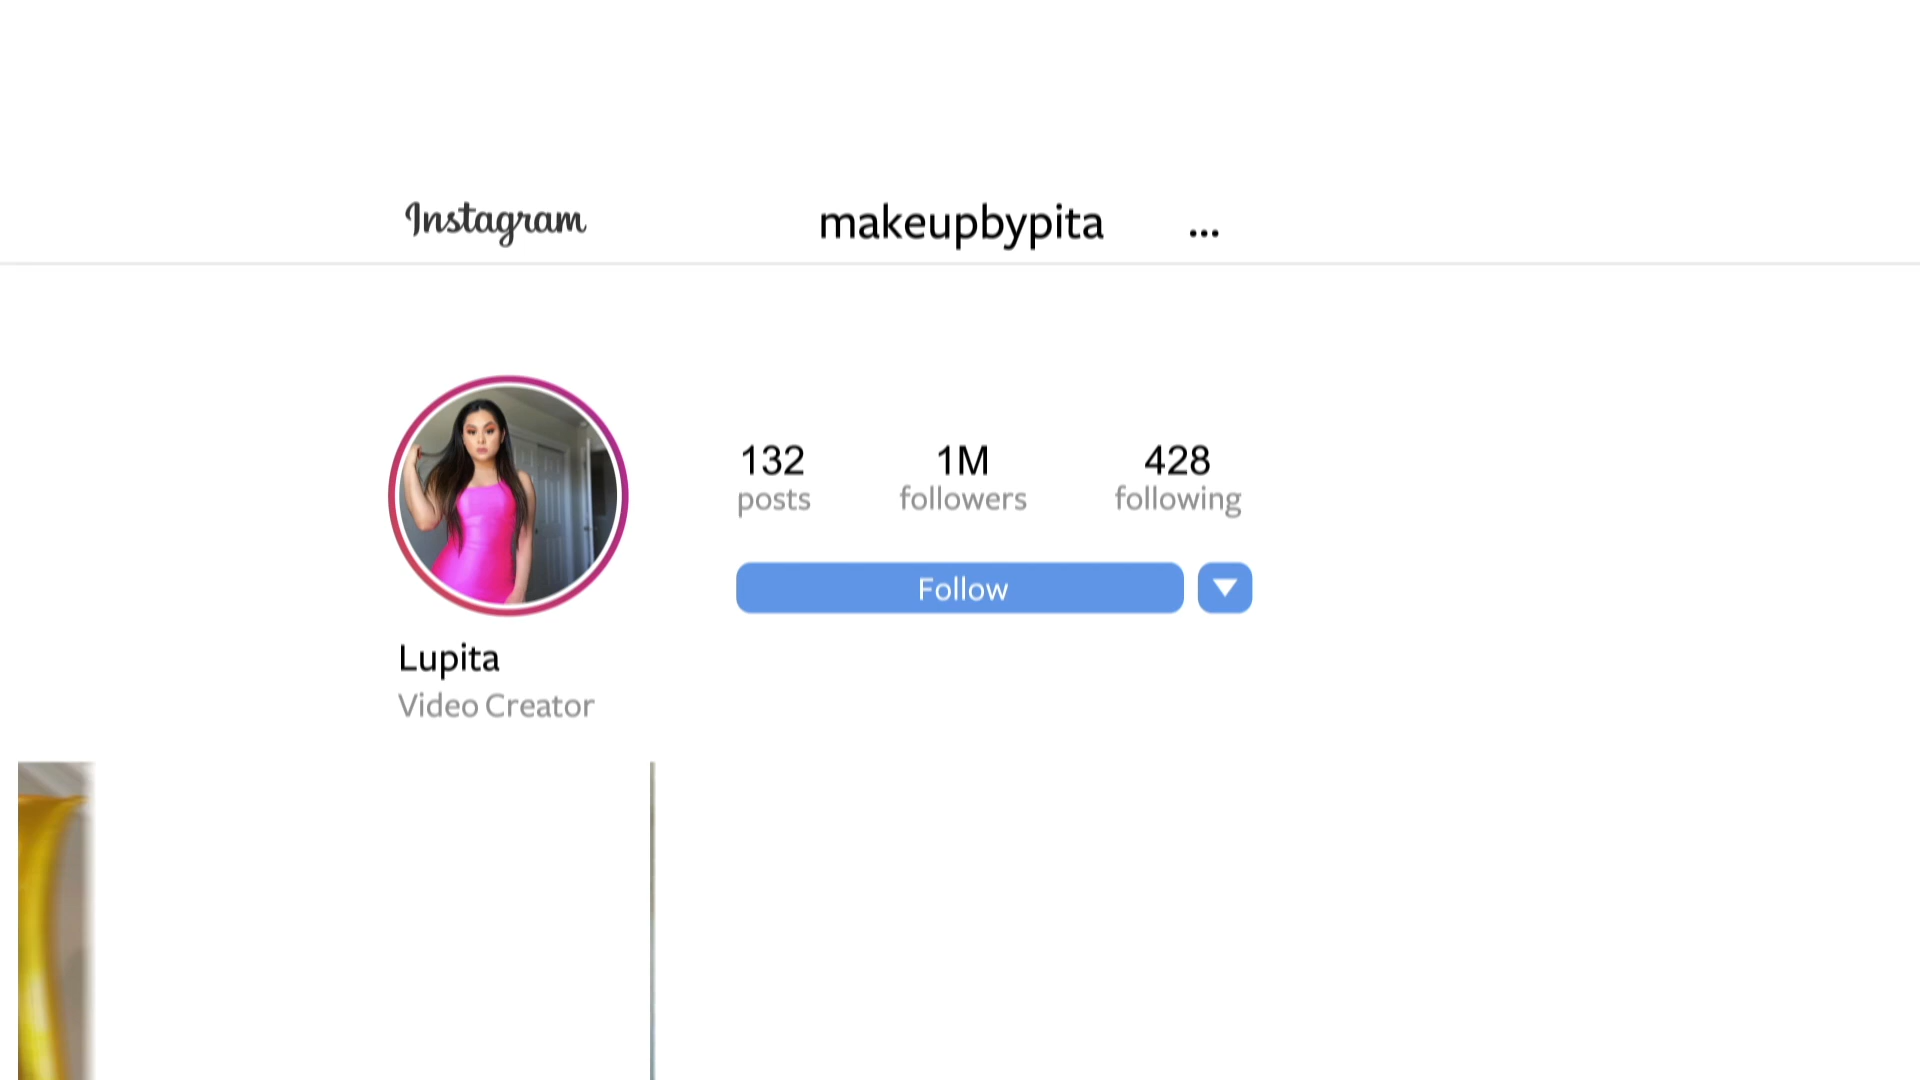 Instagram
makeupbypita ...
132 1M 428
posts followers following
Follow
Lupita
Video Creator